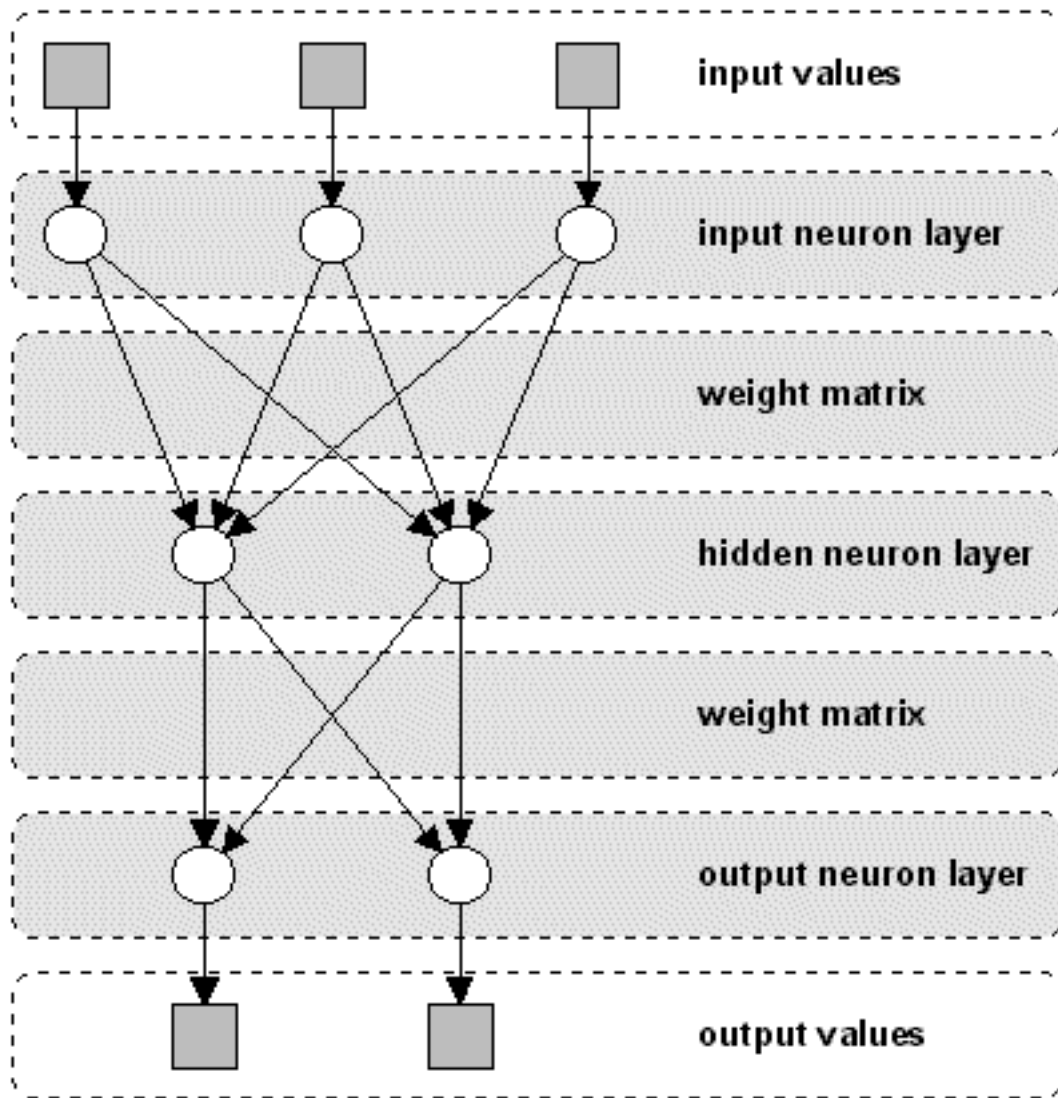 input values
input neuron layer
weight matrix
hidden neuron layer
weight matrix
output neuron layer
output values